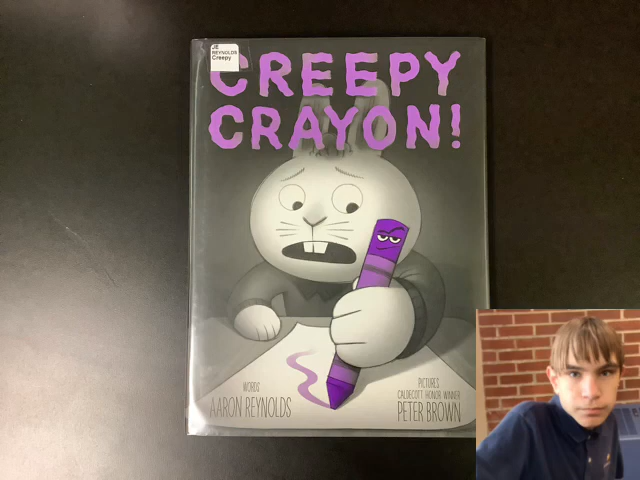 JE
REYNOLDS
Creepy
CREEPY
CRAYON!
WORDS
AARON REYNOLDS
PICTURES
CALDECOTT HONOR WINNER
PETER BROWN